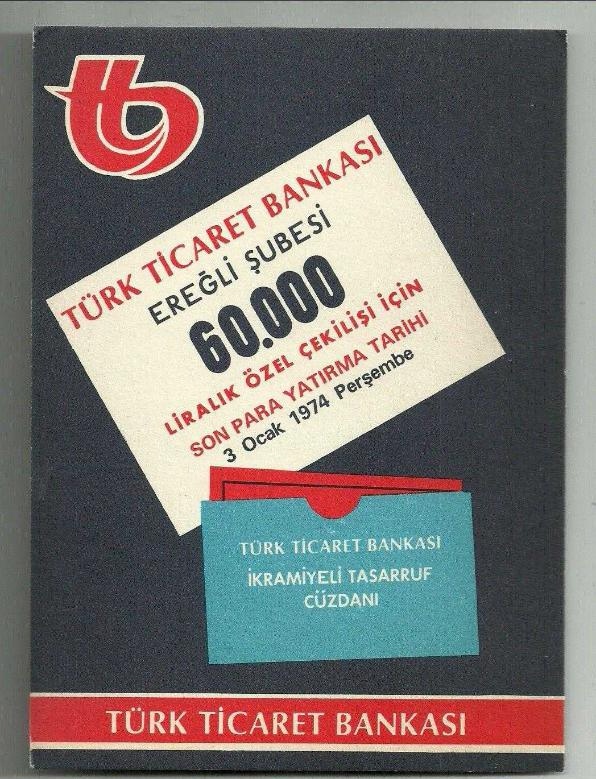 TÜRK TİCARET BANKASI
EREĞLİ ŞUBESİ
60.000
LİRALIK ÖZEL ÇEKİLİŞİ İÇİN
SON PARA YATIRMA TARİHİ
3 Ocak 1974 Perşembe
TÜRK TİCARET BANKASI
İKRAMİYELİ TASARRUF
CÜZDANI
TÜRK TİCARET BANKASI